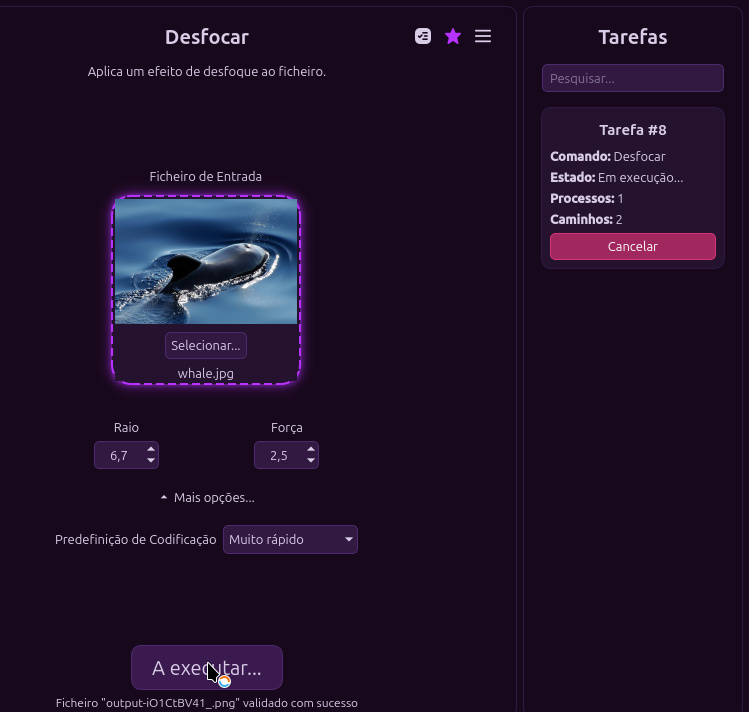 Desfocar
Aplica um efeito de desfoque ao ficheiro.
Ficheiro de Entrada
Selecionar...
whale.jpg
Raio
Força
6,7
2,5
Mais opções...
Predefinição de Codificação
Muito rápido
A executar...
Ficheiro "output-iO1CtBV41_.png" validado com sucesso
Tarefas
Pesquisar...
Tarefa #8
Comando: Desfocar
Estado: Em execução...
Processos: 1
Caminhos: 2
Cancelar